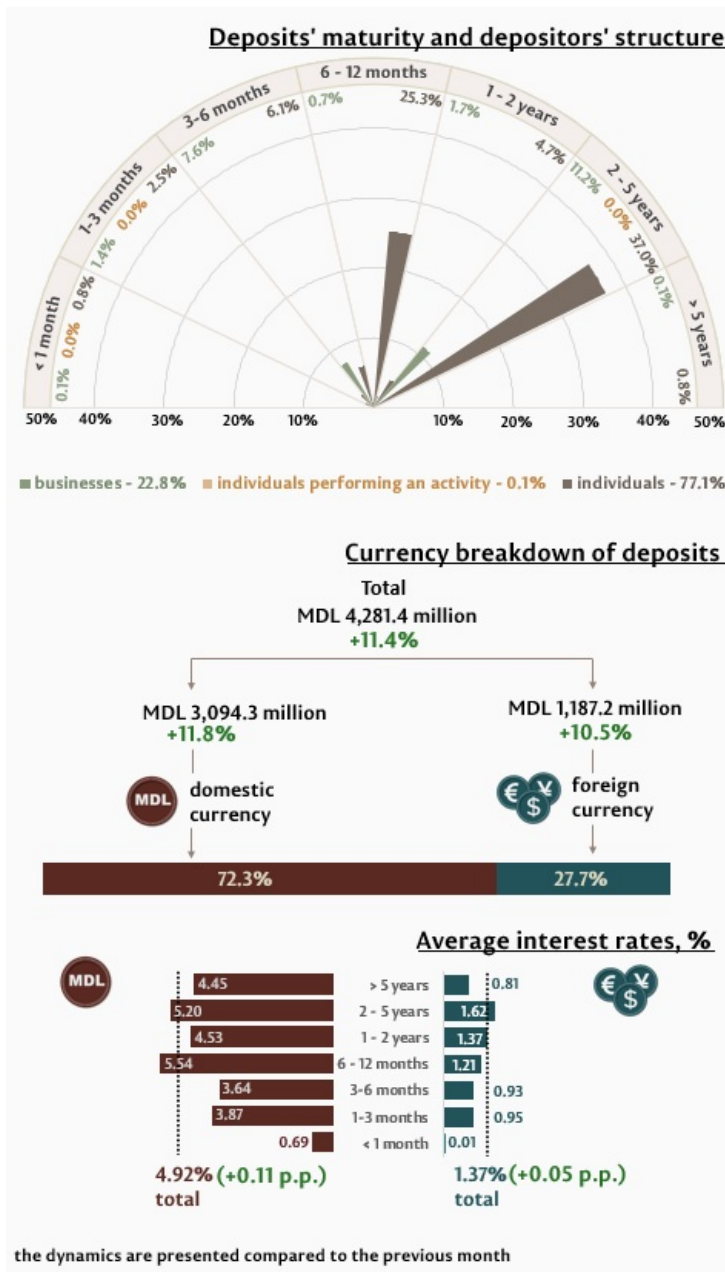 Deposits' maturity and depositors' structure
< 1 month
0.1%
0.0%
0.8%
1-3 months
1.4%
0.0%
2.5%
3-6 months
7.6%
6.1%
6 - 12 months
0.7%
25.3%
1 - 2 years
1.7%
4.7%
2 - 5 years
11.2%
0.0%
37.0%
> 5 years
0.1%
0.8%
50% 40% 30% 20% 10% 10% 20% 30% 40% 50%
businesses - 22.8% individuals performing an activity - 0.1% individuals - 77.1%
Currency breakdown of deposits
Total
MDL 4,281.4 million
+11.4%
MDL 3,094.3 million
+11.8%
MDL
domestic
currency
MDL 1,187.2 million
+10.5%
€ ¥
$
foreign
currency
72.3% 27.7%
Average interest rates, %
MDL
€ ¥
$
4.45 > 5 years 0.81
5.20 2 - 5 years 1.62
4.53 1 - 2 years 1.37
5.54 6 - 12 months 1.21
3.64 3-6 months 0.93
3.87 1-3 months 0.95
0.69 < 1 month 0.01
4.92% (+0.11 p.p.)
total
1.37% (+0.05 p.p.)
total
the dynamics are presented compared to the previous month